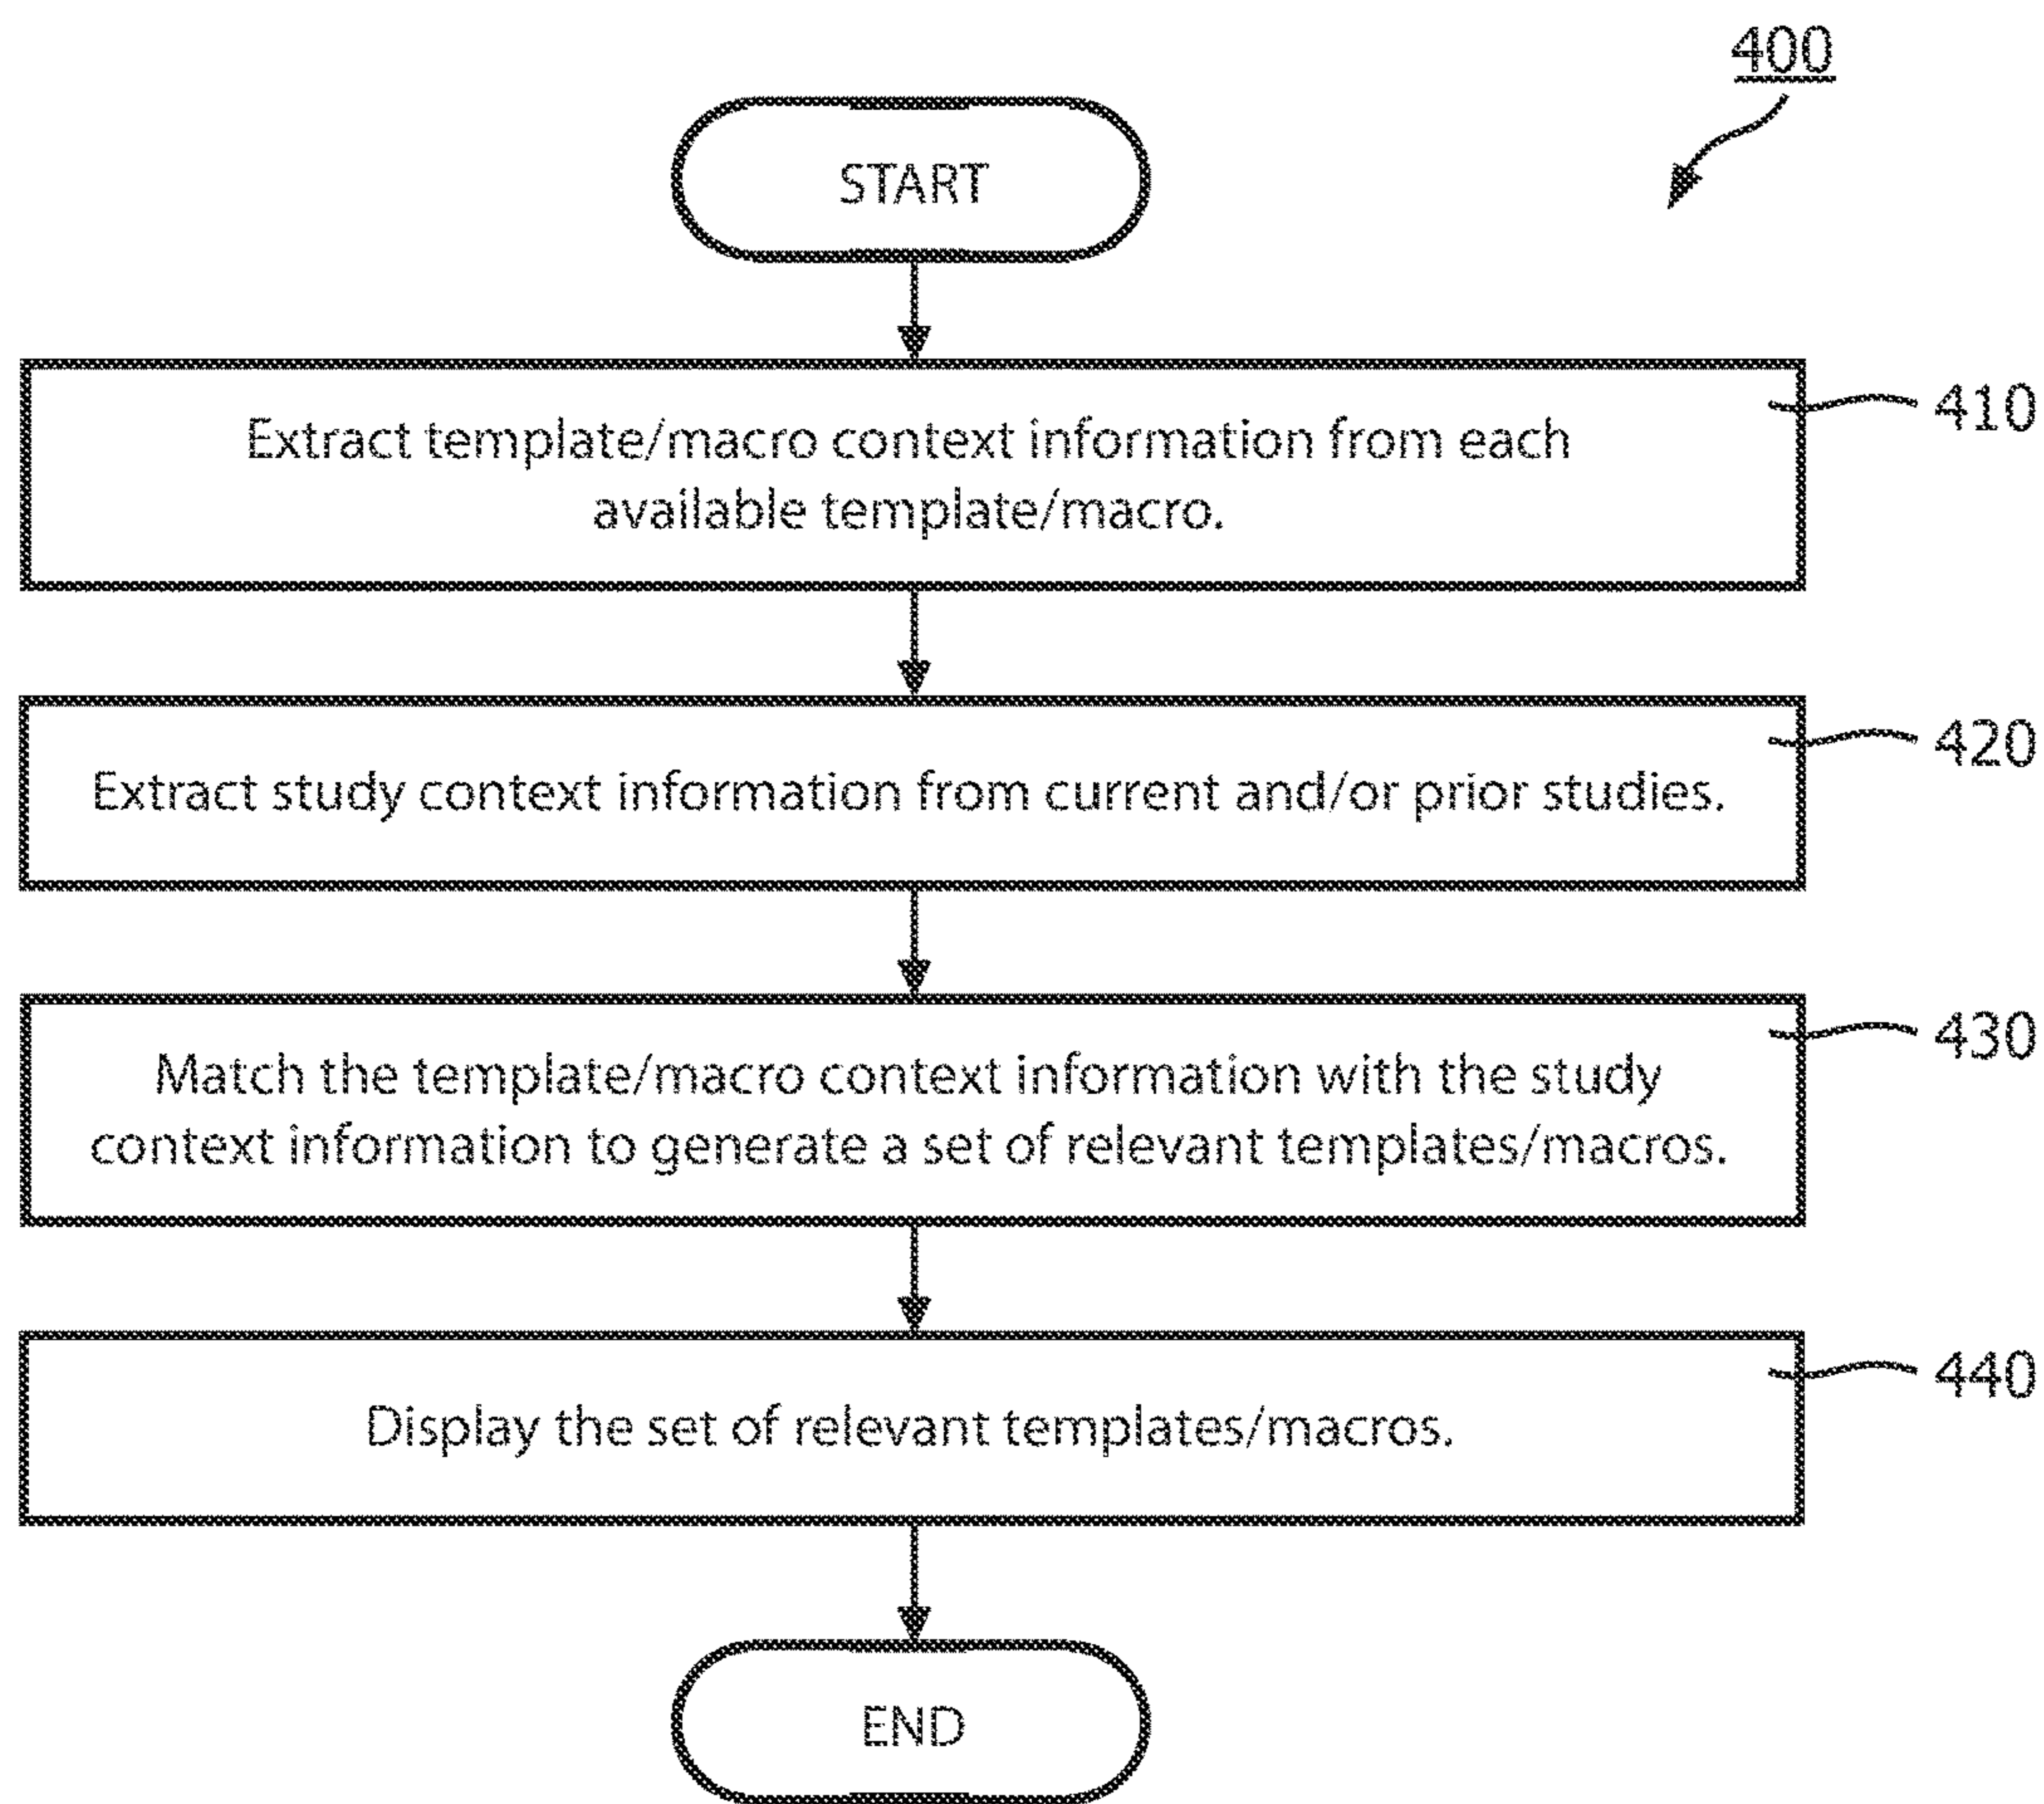 400
START
Extract template/macro context information from each
available template/macro.
410
Extract study context information from current and/or prior studies.
420
Match the template/macro context information with the study
context information to generate a set of relevant templates/macros.
430
Display the set of relevant templates/macros.
440
END